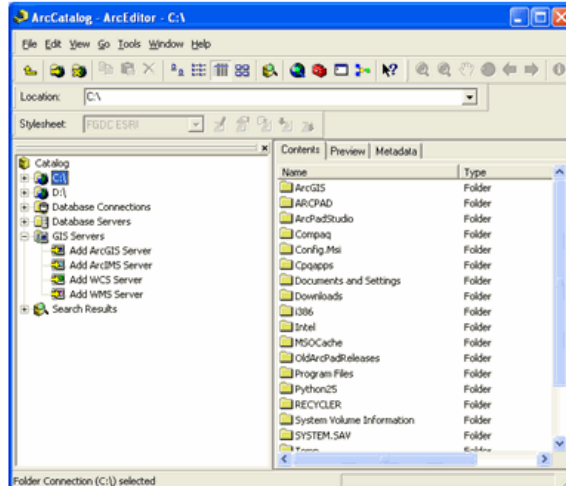 ArcCatalog - ArcEditor - C:\
File Edit View Go Tools Window Help
Location: C:\
Stylesheet: FGDC ESRI
Contents Preview Metadata
Catalog
C:\
D:\
Database Connections
Database Servers
GIS Servers
Add ArcGIS Server
Add ArcIMS Server
Add WCS Server
Add WMS Server
Search Results
Name Type
ArcGIS Folder
ARCPAD Folder
ArcPadStudio Folder
Compaq Folder
Config.Msi Folder
Cpqapps Folder
Documents and Settings Folder
Downloads Folder
i386 Folder
Intel Folder
MSOCache Folder
OldArcPadReleases Folder
Program Files Folder
Python25 Folder
RECYCLER Folder
System Volume Information Folder
SYSTEM.SAV Folder
Temp Folder
Folder Connection (C:\) selected